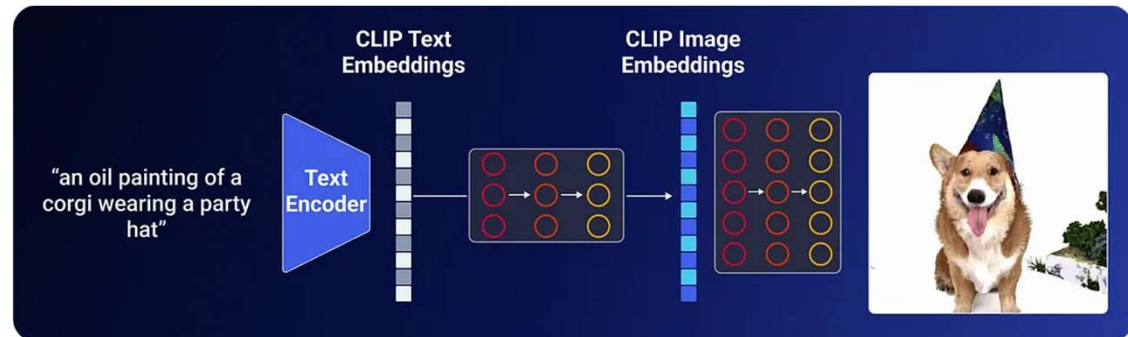 CLIP Text
Embeddings
CLIP Image
Embeddings
“an oil painting of a
corgi wearing a party
hat”
Text
Encoder